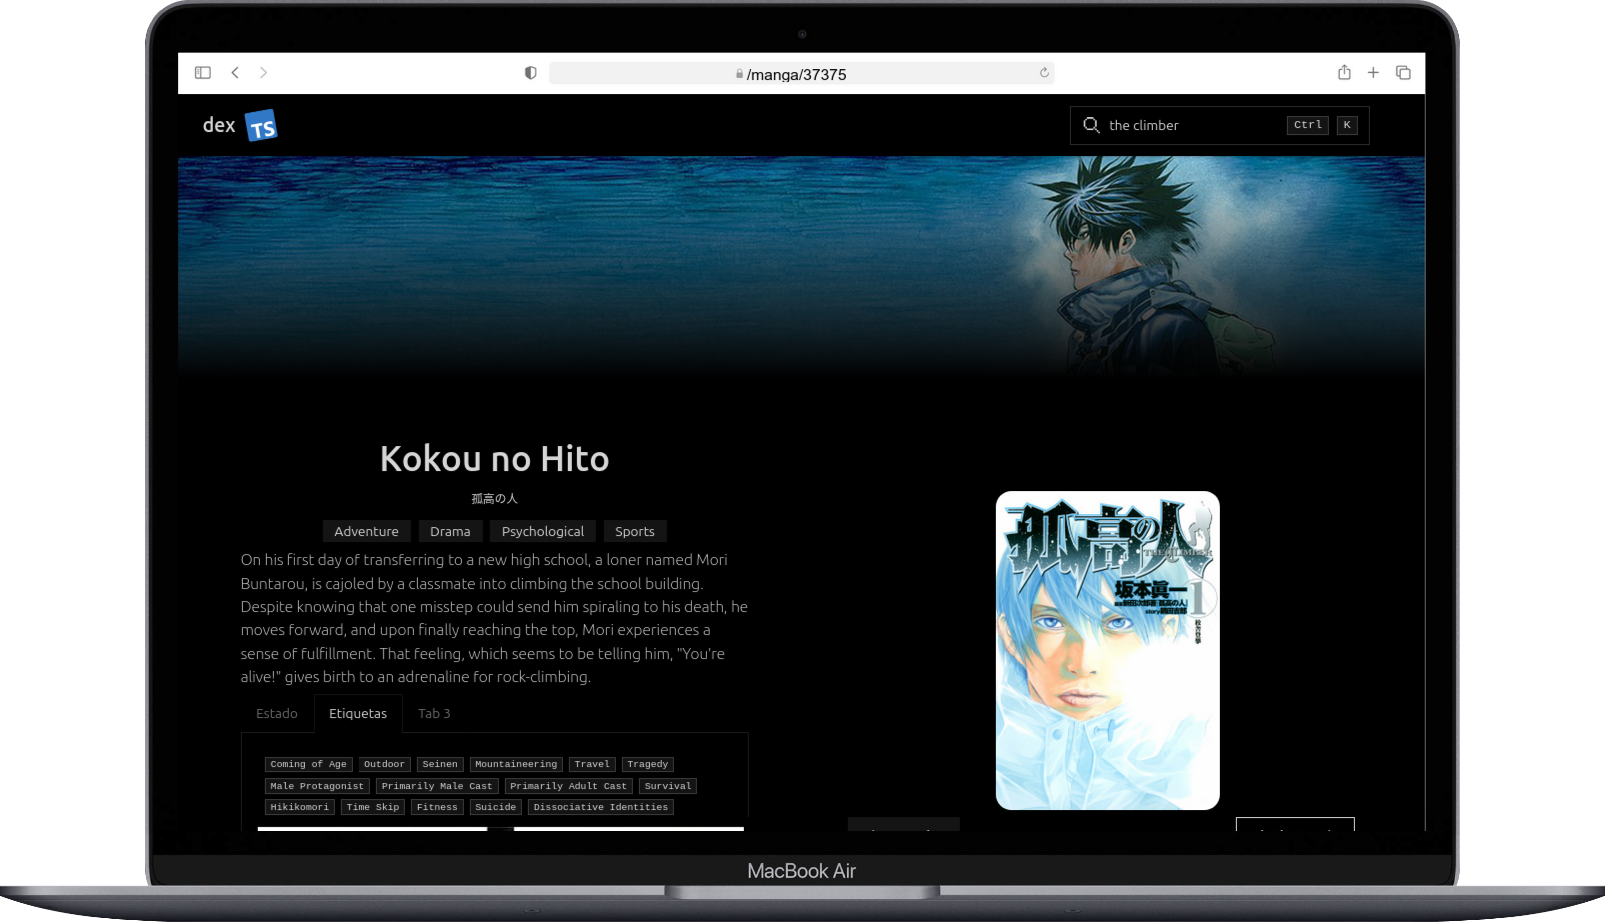 /manga/37375
dex TS
the climber Ctrl K
Kokou no Hito
孤高の人
Adventure Drama Psychological Sports
On his first day of transferring to a new high school, a loner named Mori
Buntarou, is cajoled by a classmate into climbing the school building.
Despite knowing that one misstep could send him spiraling to his death, he
moves forward, and upon finally reaching the top, Mori experiences a
sense of fulfillment. That feeling, which seems to be telling him, "You're
alive!" gives birth to an adrenaline for rock-climbing.
Estado Etiquetas Tab 3
Coming of Age Outdoor Seinen Mountaineering Travel Tragedy
Male Protagonist Primarily Male Cast Primarily Adult Cast Survival
Hikikomori Time Skip Fitness Suicide Dissociative Identities
孤高の人
THE CLIMBER
坂本眞一
1
MacBook Air